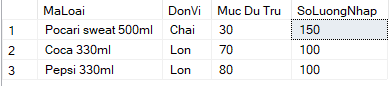 MaLoai DonVi Muc Du Tru SoLuongNhap
1 Pocari sweat 500ml Chai 30 150
2 Coca 330ml Lon 70 100
3 Pepsi 330ml Lon 80 100